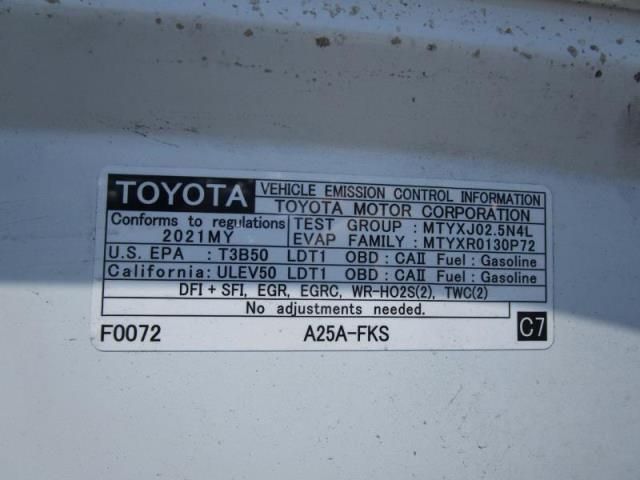 TOYOTA VEHICLE EMISSION CONTROL INFORMATION
TOYOTA MOTOR CORPORATION
Conforms to regulations
2021MY
TEST GROUP : MTYXJ02.5N4L
EVAP FAMILY : MTYXR0130P72
U.S. EPA : T3B50 LDT1 OBD : CAII Fuel : Gasoline
California: ULEV50 LDT1 OBD : CAII Fuel : Gasoline
DFI + SFI, EGR, EGRC, WR-HO2S(2), TWC(2)
No adjustments needed.
F0072 A25A-FKS C7